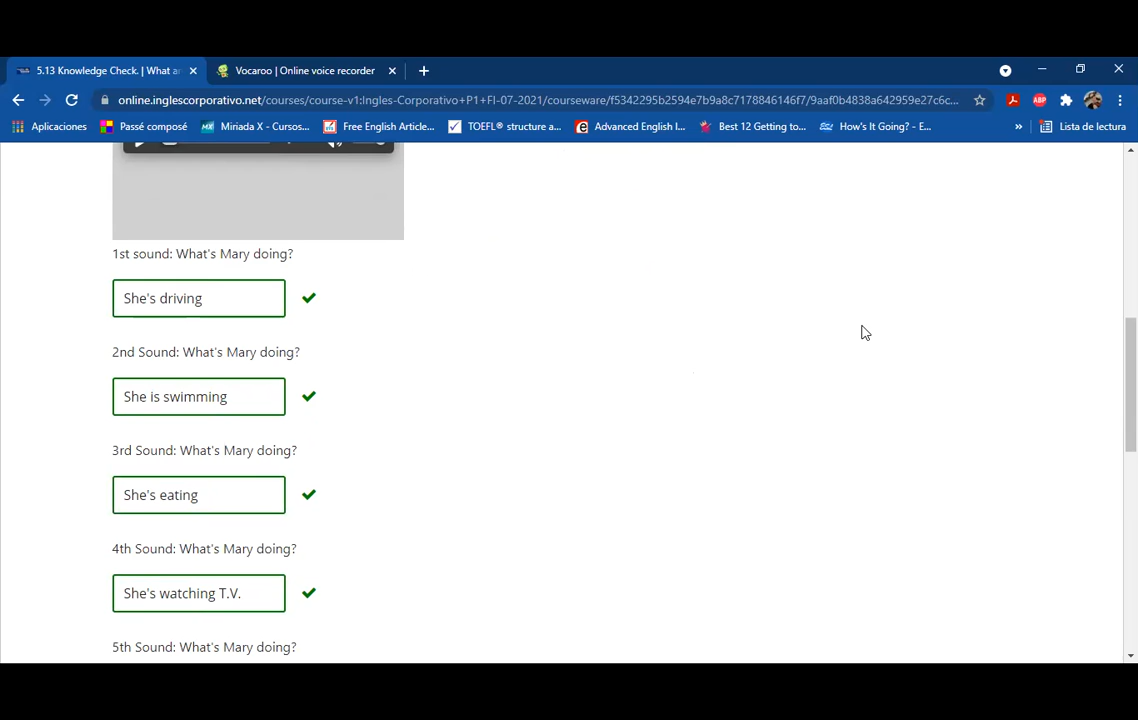 5.13 Knowledge Check. | What ar
Vocaroo | Online voice recorder
online.inglescorporativo.net/courses/course-v1:Ingles-Corporativo+P1+FI-07-2021/courseware/f5342295b2594e7b9a8c7178846146f7/9aaf0b4838a642959e27c6c...
Aplicaciones
Passé composé
Miriada X - Cursos...
Free English Article...
TOEFL® structure a...
Advanced English l...
Best 12 Getting to...
How's It Going? - E...
»
Lista de lectura
1st sound: What's Mary doing?
She's driving
2nd Sound: What's Mary doing?
She is swimming
3rd Sound: What's Mary doing?
She's eating
4th Sound: What's Mary doing?
She's watching T.V.
5th Sound: What's Mary doing?